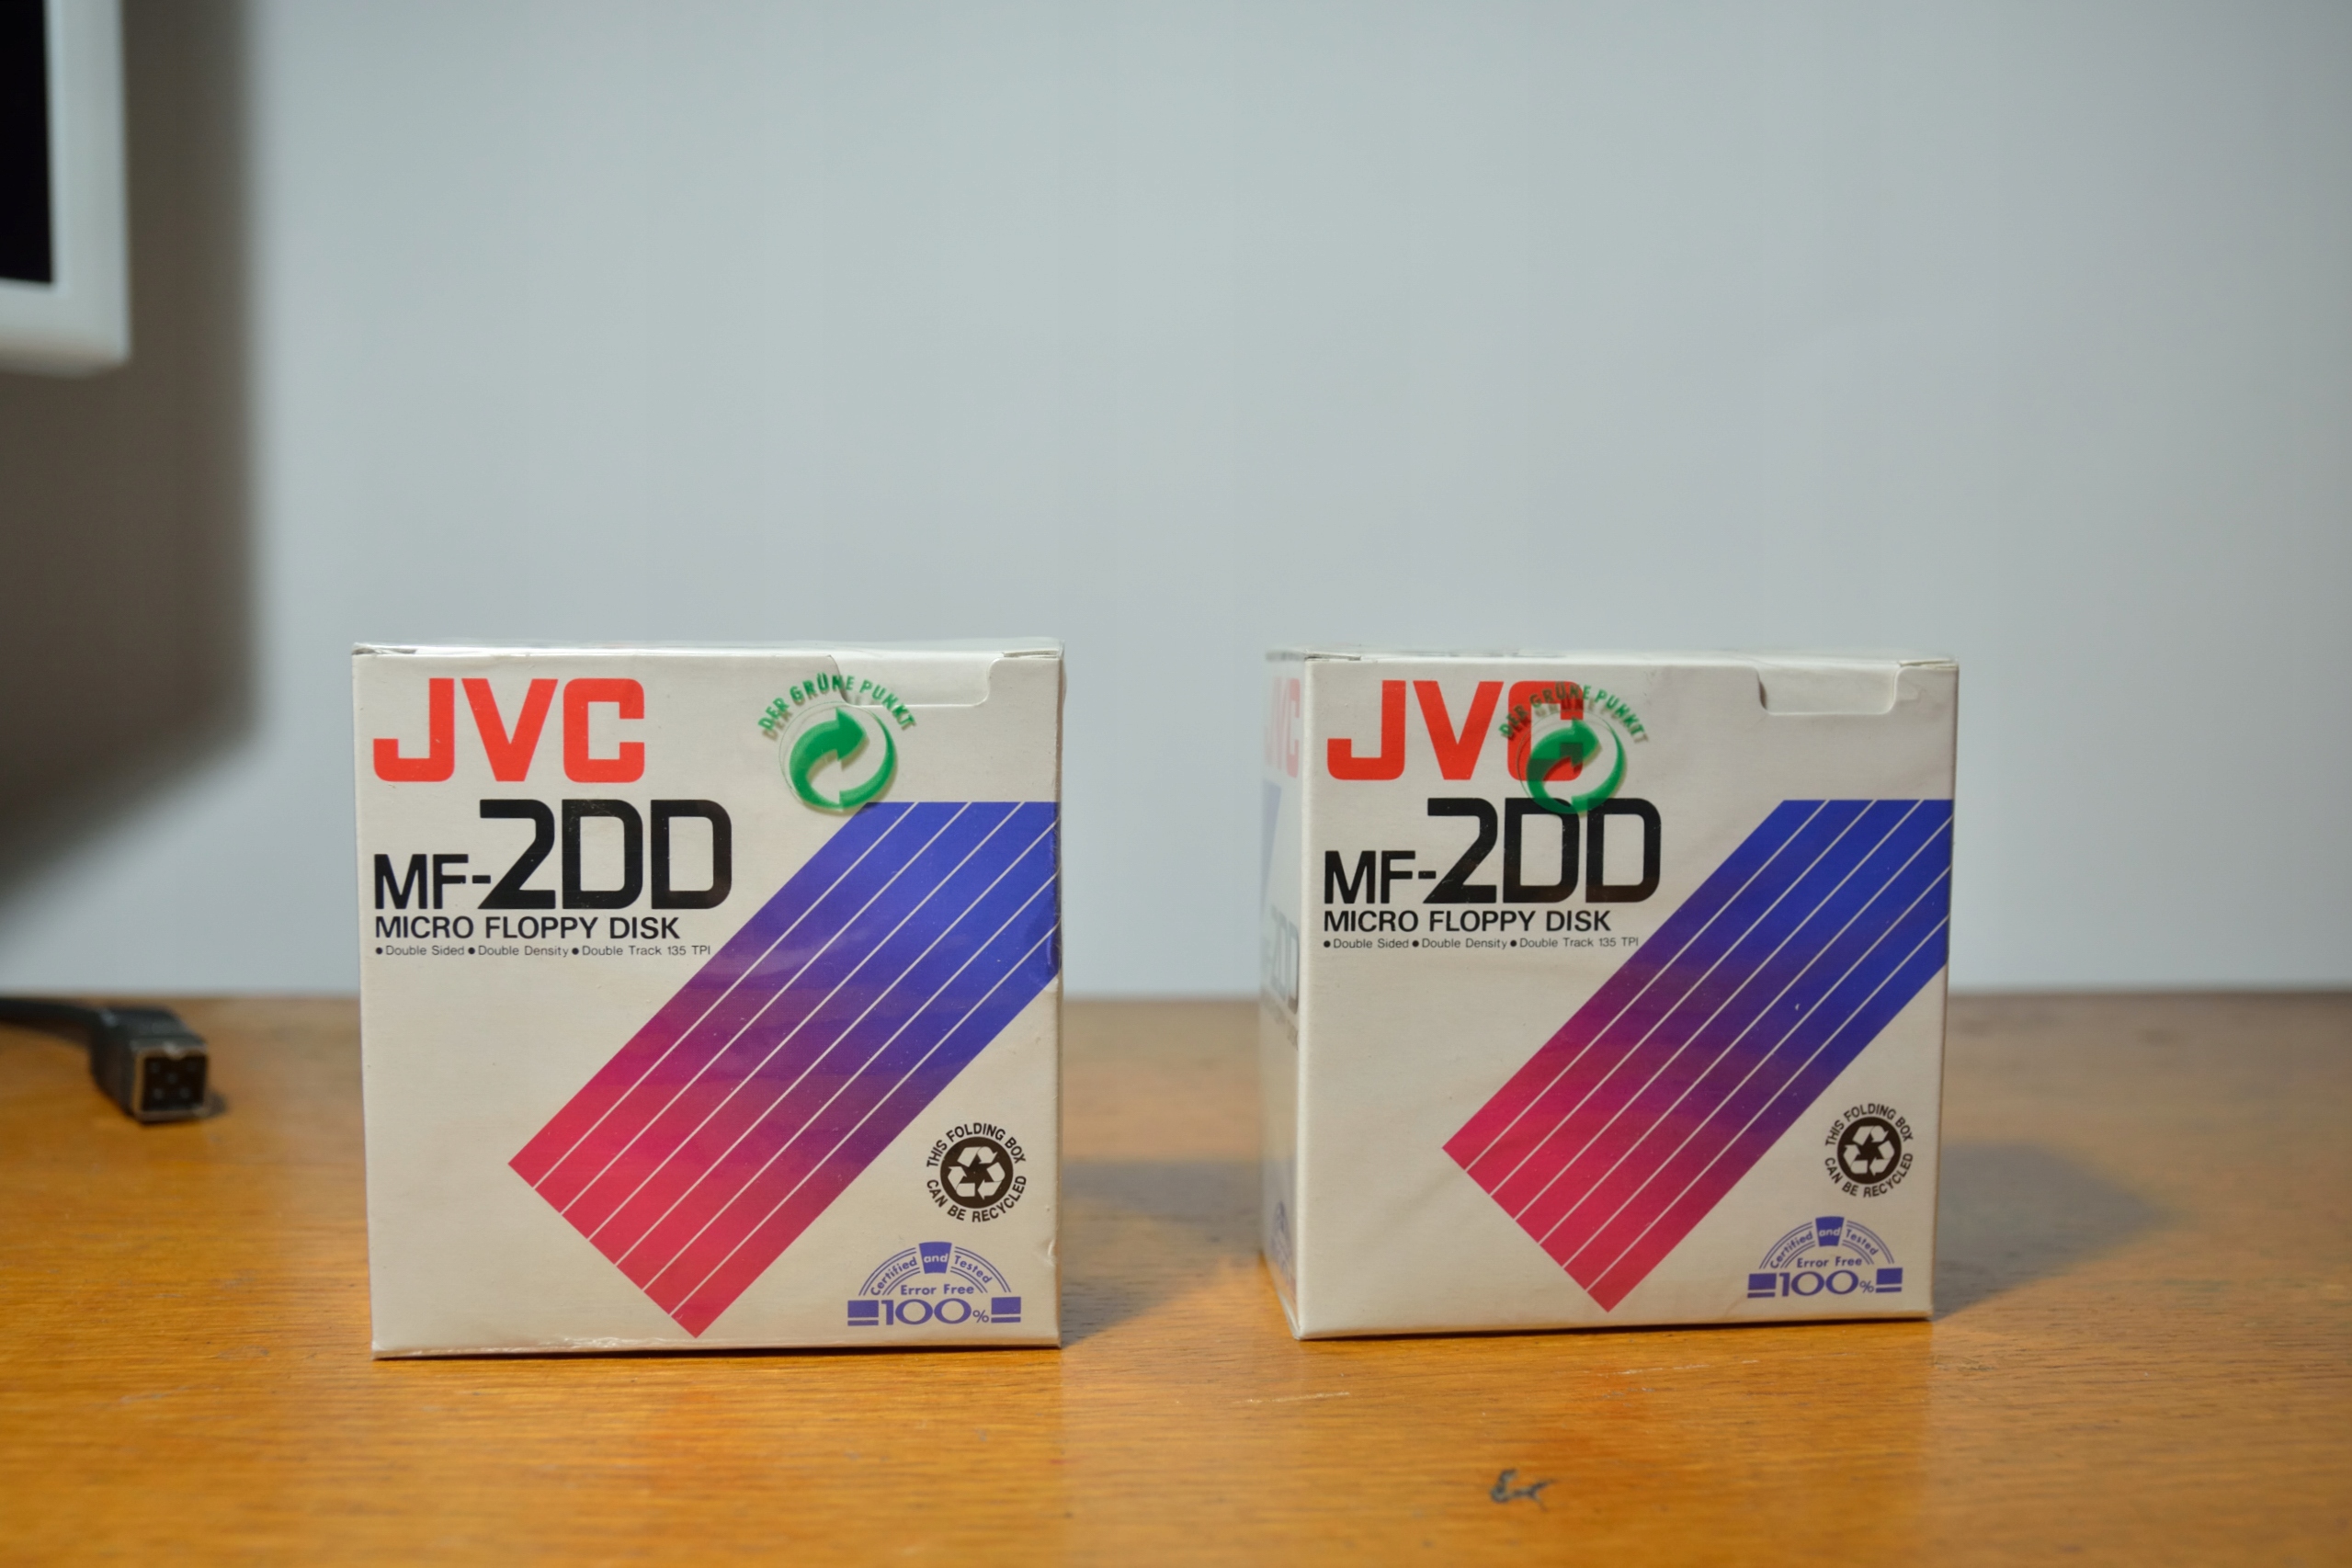 JVC
DER GRÜNE PUNKT
MF-2DD
MICRO FLOPPY DISK
● Double Sided ● Double Density ● Double Track 135 TPI
THIS FOLDING BOX
CAN BE RECYCLED
Certified and Tested
Error Free
100%
JVC
DER GRÜNE PUNKT
MF-2DD
MICRO FLOPPY DISK
● Double Sided ● Double Density ● Double Track 135 TPI
THIS FOLDING BOX
CAN BE RECYCLED
Certified and Tested
Error Free
100%